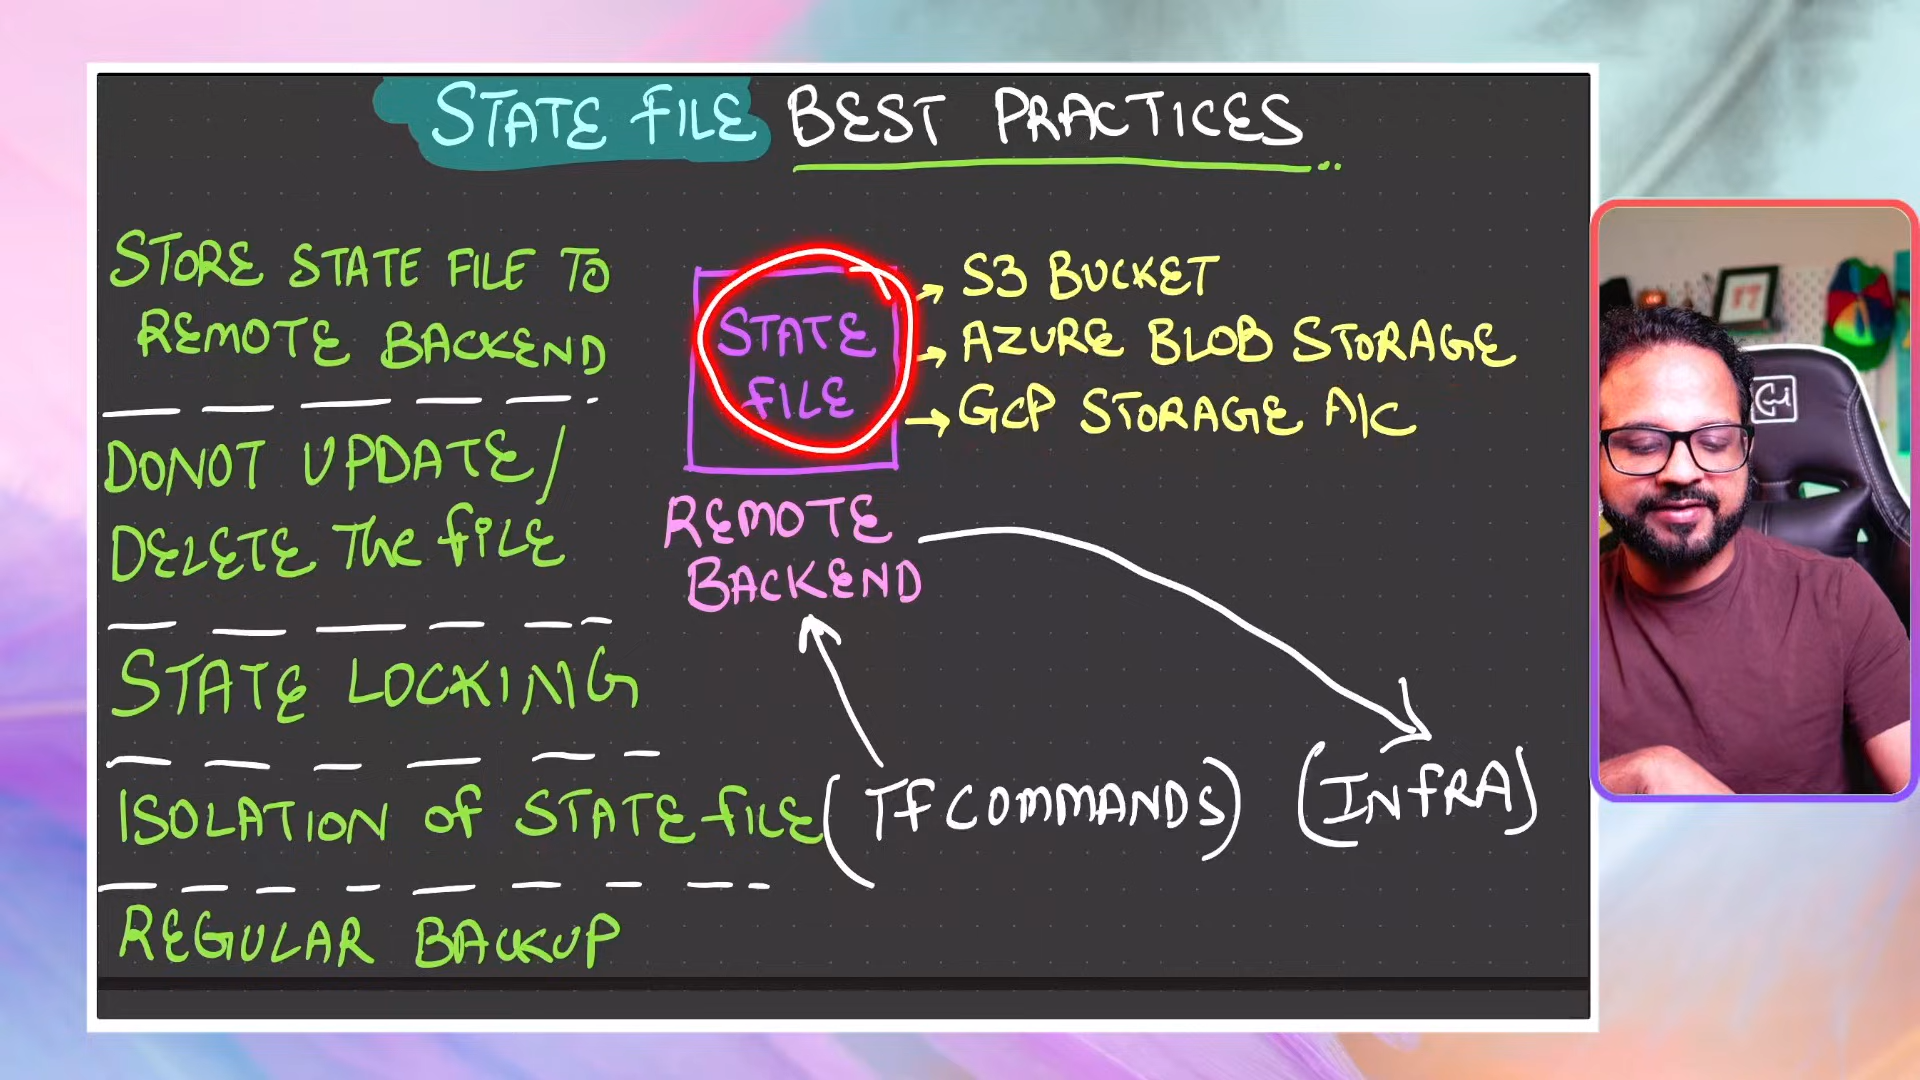 STATE FILE BEST PRACTICES
STORE STATE FILE TO
REMOTE BACKEND
DONOT UPDATE/
DELETE The file
STATE LOCKING
ISOLATION of STATE file
REGULAR BACKUP
STATE
FILE
REMOTE
BACKEND
S3 BUCKET
AZURE BLOB STORAGE
GCP STORAGE A/C
(TF COMMANDS)
(INfRA)